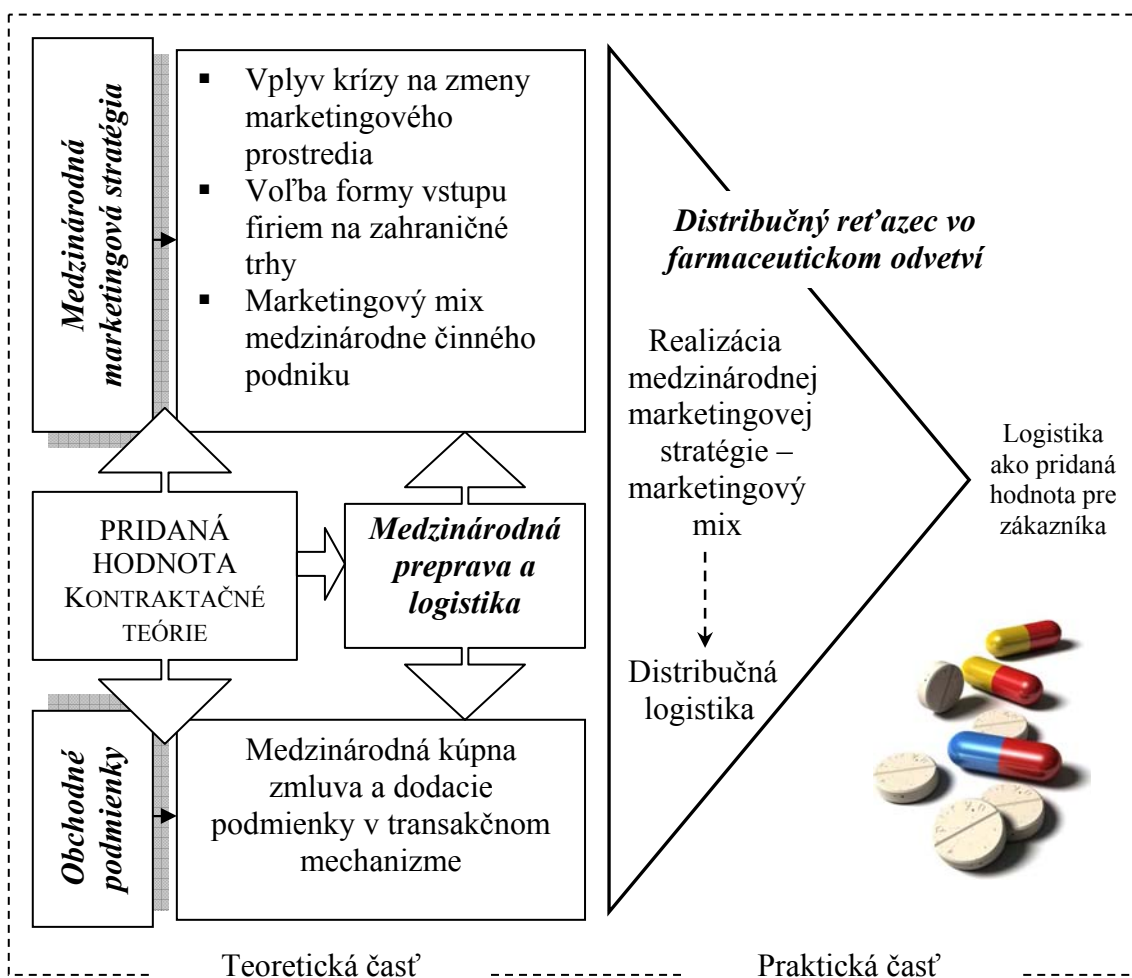 Medzinárodná
marketingová stratégia
▪ Vplyv krízy na zmeny
marketingového
prostredia
▪ Voľba formy vstupu
firiem na zahraničné
trhy
▪ Marketingový mix
medzinárodne činného
podniku
PRIDANÁ
HODNOTA
KONTRAKTAČNÉ
TEÓRIE
Medzinárodná
preprava a
logistika
Obchodné
podmienky
Medzinárodná kúpna
zmluva a dodacie
podmienky v transakčnom
mechanizme
Distribučný reťazec vo
farmaceutickom odvetví
Realizácia
medzinárodnej
marketingovej
stratégie –
marketingový
mix
Distribučná
logistika
Logistika
ako pridaná
hodnota pre
zákazníka
Teoretická časť
Praktická časť